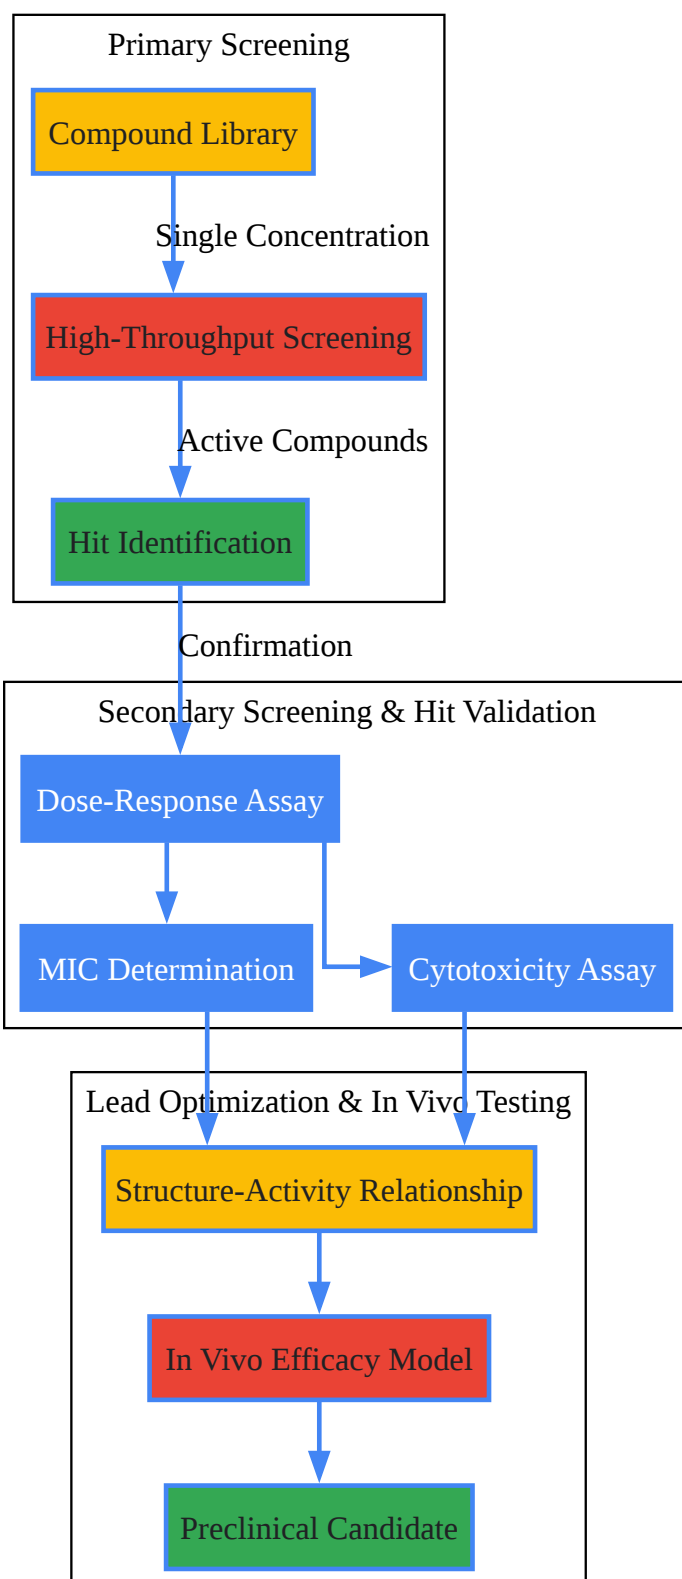 Primary Screening
Compound Library
Single Concentration
High-Throughput Screening
Active Compounds
Hit Identification
Confirmation
Secondary Screening & Hit Validation
Dose-Response Assay
MIC Determination
Cytotoxicity Assay
Lead Optimization & In Vivo Testing
Structure-Activity Relationship
In Vivo Efficacy Model
Preclinical Candidate